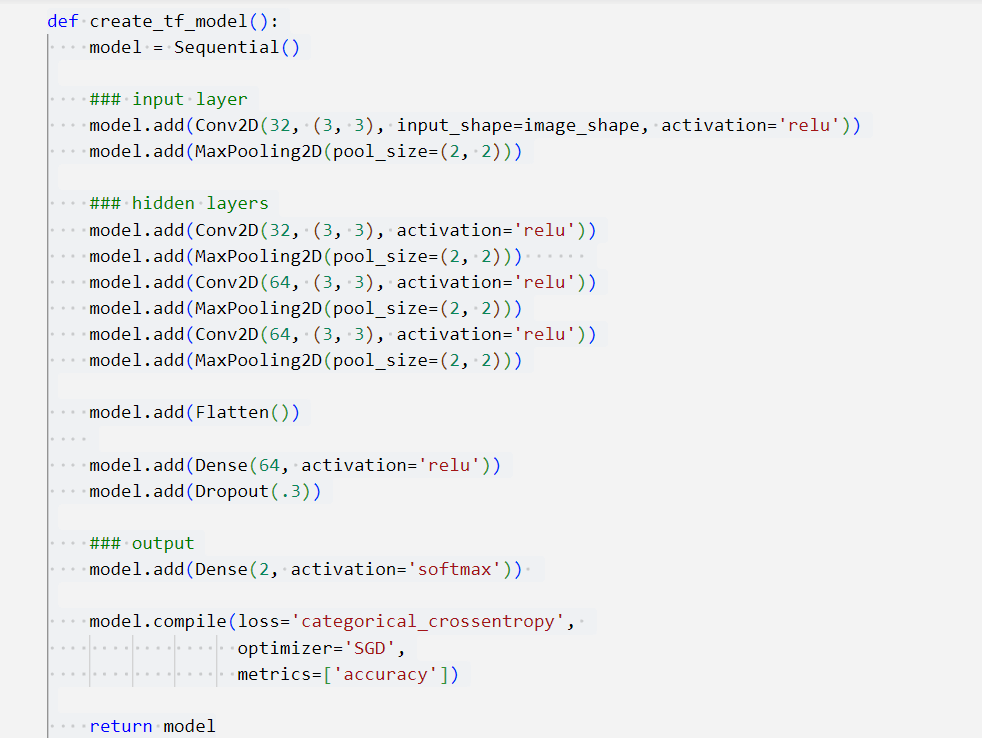 def create_tf_model():
    model = Sequential()

    ### input layer
    model.add(Conv2D(32, (3, 3), input_shape=image_shape, activation='relu'))
    model.add(MaxPooling2D(pool_size=(2, 2)))

    ### hidden layers
    model.add(Conv2D(32, (3, 3), activation='relu'))
    model.add(MaxPooling2D(pool_size=(2, 2)))
    model.add(Conv2D(64, (3, 3), activation='relu'))
    model.add(MaxPooling2D(pool_size=(2, 2)))
    model.add(Conv2D(64, (3, 3), activation='relu'))
    model.add(MaxPooling2D(pool_size=(2, 2)))

    model.add(Flatten())

    model.add(Dense(64, activation='relu'))
    model.add(Dropout(.3))

    ### output
    model.add(Dense(2, activation='softmax'))

    model.compile(loss='categorical_crossentropy',
                  optimizer='SGD',
                  metrics=['accuracy'])

    return model